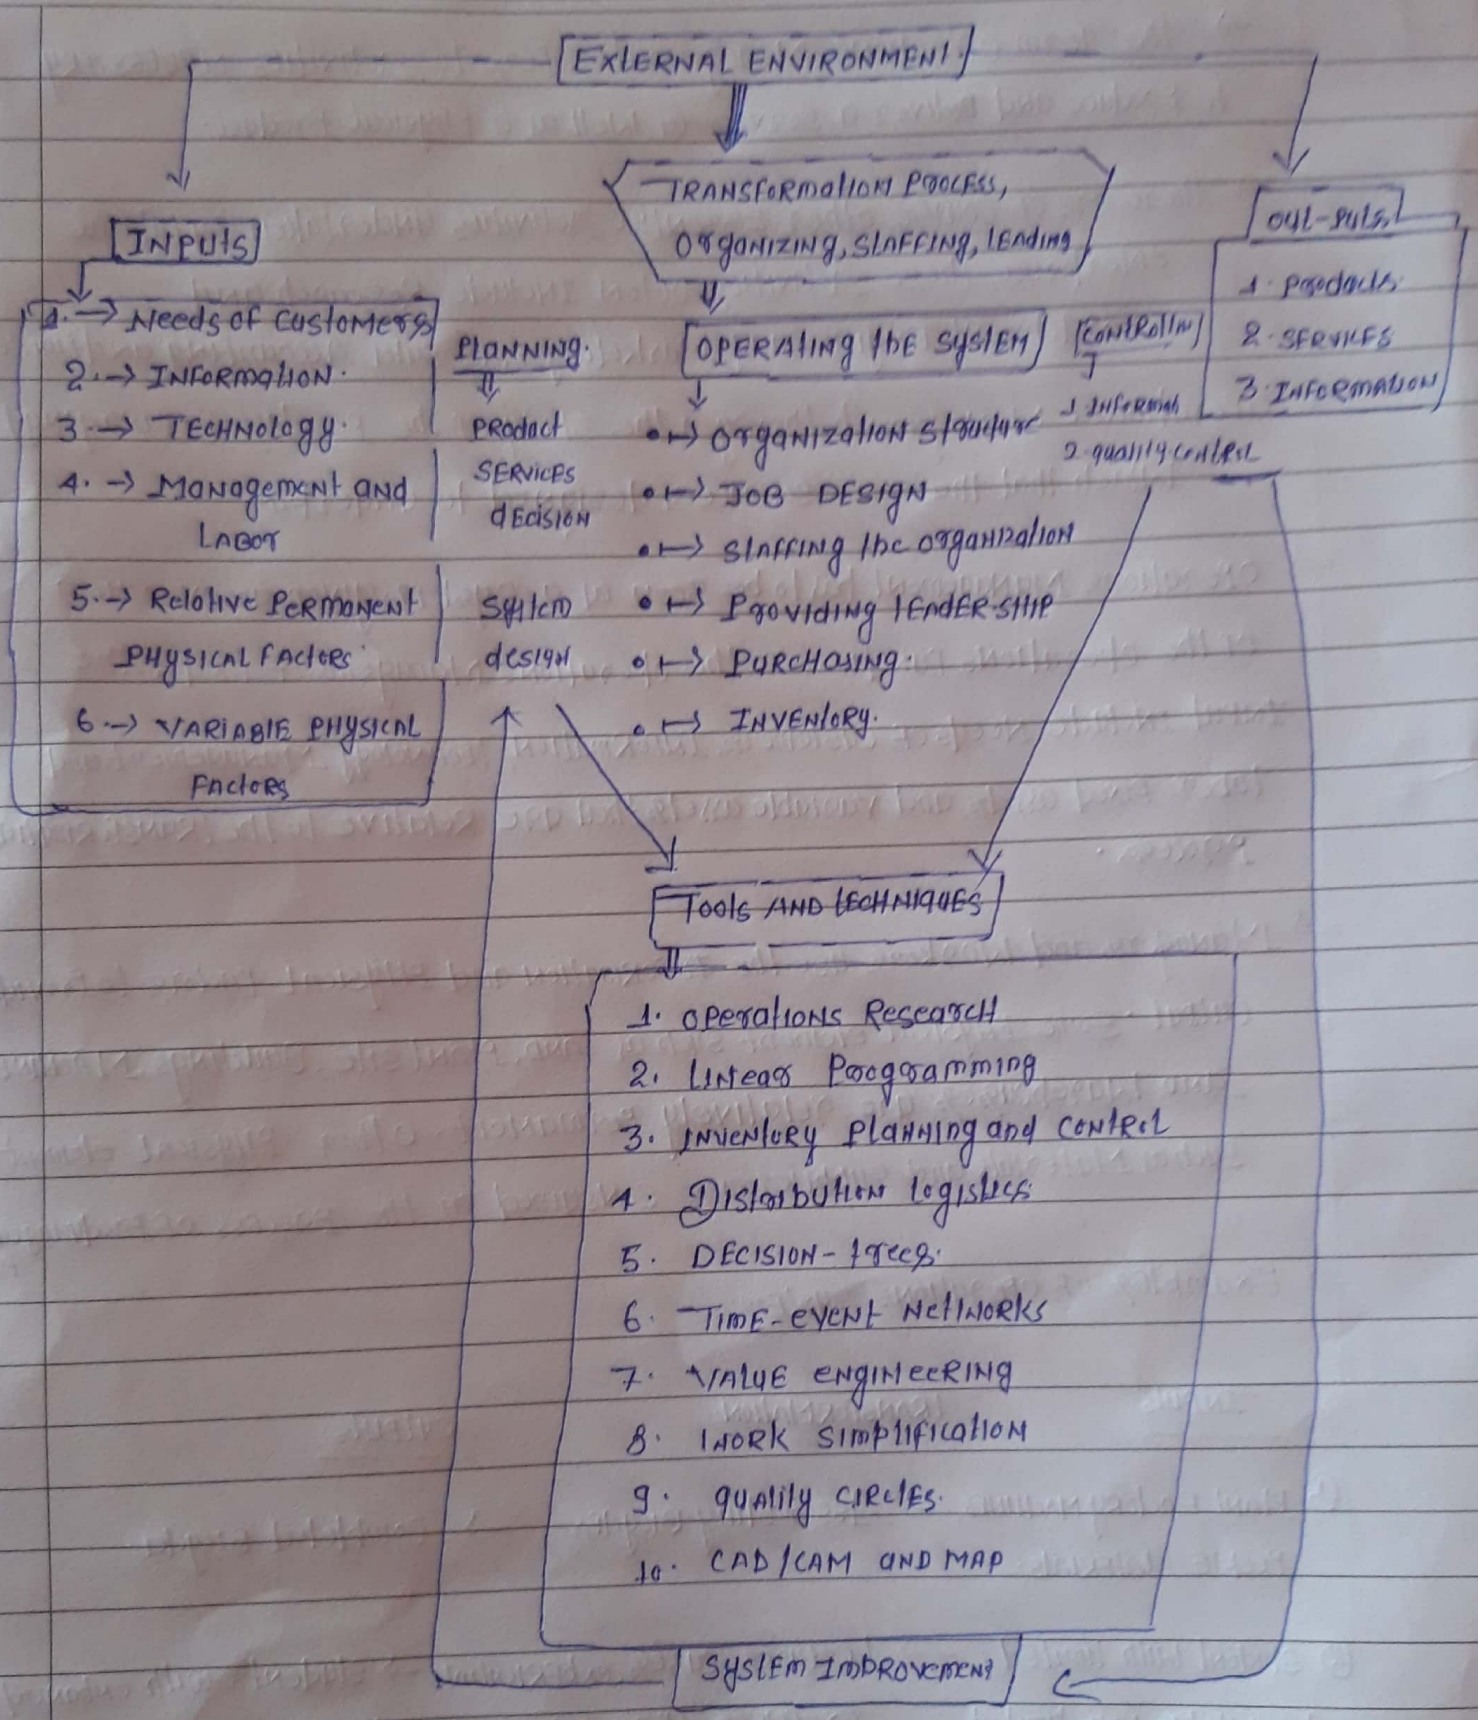 EXTERNAL ENVIRONMENT.
INPUTS
1. → Needs of customers
2. → INFORMATION.
3 → TECHNOLOGY.
4. → Management and
LABOR
5. → Relative PERMANENT
PHYSICAL FACTORS
6. → VARIABLE PHYSICAL
FACTORS
PLANNING.
PRODUCT
SERVICES
dECISION
System
design
TRANSFORMATION PROCESS,
ORGANIZING, STAFFING, LEADING
OPERATING THE SYSTEM
• → ORGANIZATION structure
• → JOB DESIGN
• → Staffing the organization
• → Providing LEADER-SHIP
• → PURCHASING.
• → INVENTORY.
2. quality control
OUT-PUTS
1. Products.
2. SERVICES
3. INFORMATION
TOOLS AND TECHNIQUES
1. Operations Research
2. Linear Programming
3. Inventory Planning and control
4. Distribution logistics
5. DECISION-trees.
6. TIME-EVENT NETWORKS
7. VALUE ENGINEERING
8. WORK SIMPLIFICATION
9. QUALITY CIRCLES.
10. CAD/CAM AND MAP
SYSTEM IMPROVEMENT